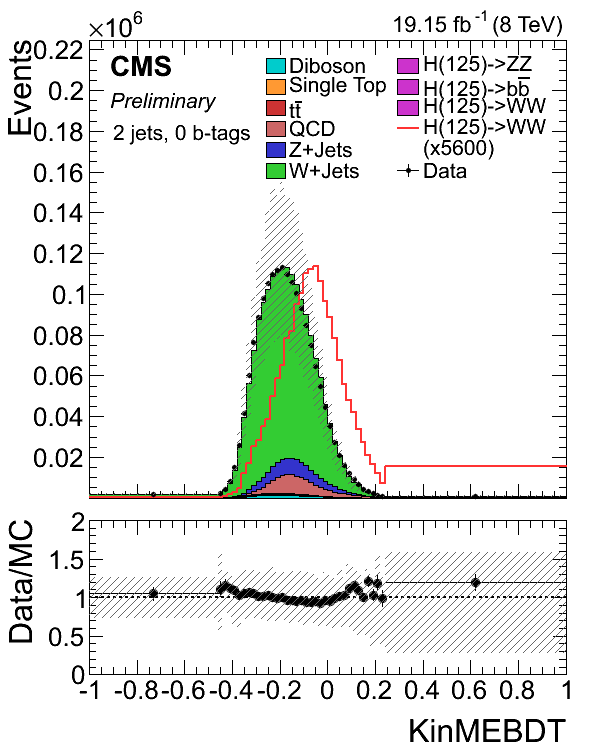 ×10⁶ 19.15 fb⁻¹ (8 TeV)
Events
0.22
0.2
0.18
0.16
0.14
0.12
0.1
0.08
0.06
0.04
0.02
CMS
Preliminary
2 jets, 0 b-tags
Diboson
Single Top
tt̅
QCD
Z+Jets
W+Jets
H(125)->ZZ
H(125)->bb̅
H(125)->WW
H(125)->WW
(x5600)
Data
Data/MC
2
1.5
1
0.5
0
-1 -0.8 -0.6 -0.4 -0.2 0 0.2 0.4 0.6 0.8 1
KinMEBDT